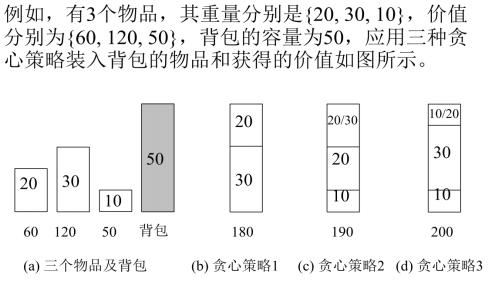 例如，有3个物品，其重量分别是{20, 30, 10}，价值
分别为{60, 120, 50}，背包的容量为50，应用三种贪
心策略装入背包的物品和获得的价值如图所示。
20
30
10
50
20
30
20/30
20
10
10/20
30
10
60 120 50 背包 180 190 200
(a) 三个物品及背包 (b) 贪心策略1 (c) 贪心策略2 (d) 贪心策略3